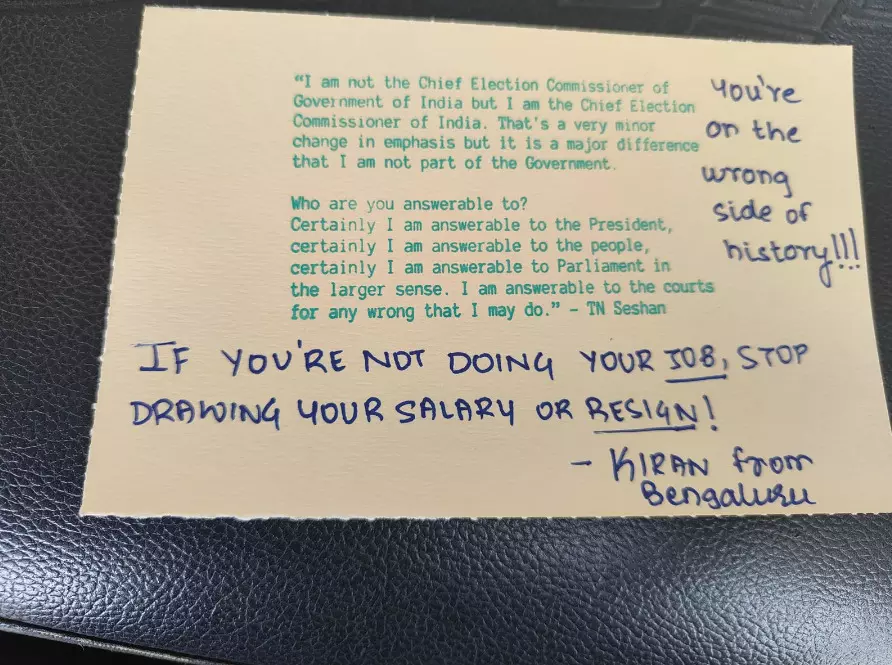 "I am not the Chief Election Commissioner of
Government of India but I am the Chief Election
Commissioner of India. That's a very minor
change in emphasis but it is a major difference
that I am not part of the Government.
Who are you answerable to?
Certainly I am answerable to the President,
certainly I am answerable to the people,
certainly I am answerable to Parliament in
the larger sense. I am answerable to the courts
for any wrong that I may do." - TN Seshan
You're
on the
wrong
side of
history!!!
IF YOU'RE NOT DOING YOUR JOB, STOP
DRAWING YOUR SALARY OR RESIGN!
- KIRAN from
Bengaluru